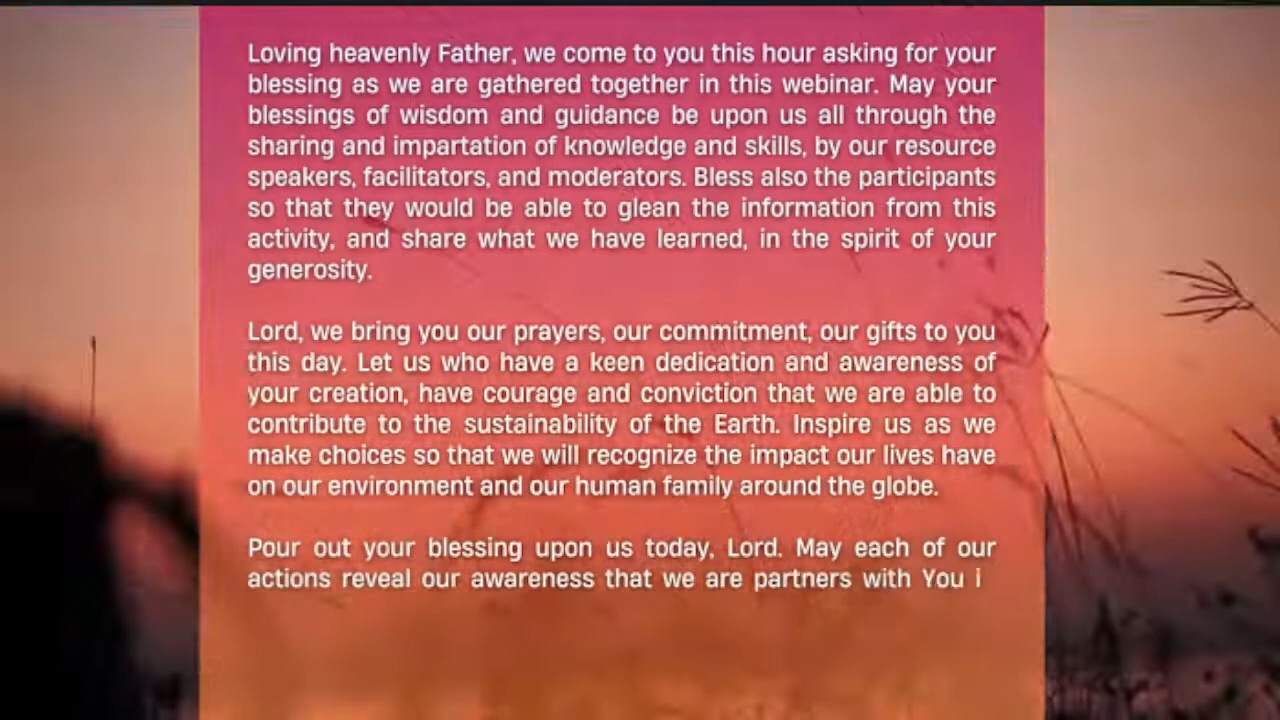 Loving heavenly Father, we come to you this hour asking for your
blessing as we are gathered together in this webinar. May your
blessings of wisdom and guidance be upon us all through the
sharing and impartation of knowledge and skills, by our resource
speakers, facilitators, and moderators. Bless also the participants
so that they would be able to glean the information from this
activity, and share what we have learned, in the spirit of your
generosity.
Lord, we bring you our prayers, our commitment, our gifts to you
this day. Let us who have a keen dedication and awareness of
your creation, have courage and conviction that we are able to
contribute to the sustainability of the Earth. Inspire us as we
make choices so that we will recognize the impact our lives have
on our environment and our human family around the globe.
Pour out your blessing upon us today, Lord. May each of our
actions reveal our awareness that we are partners with You i